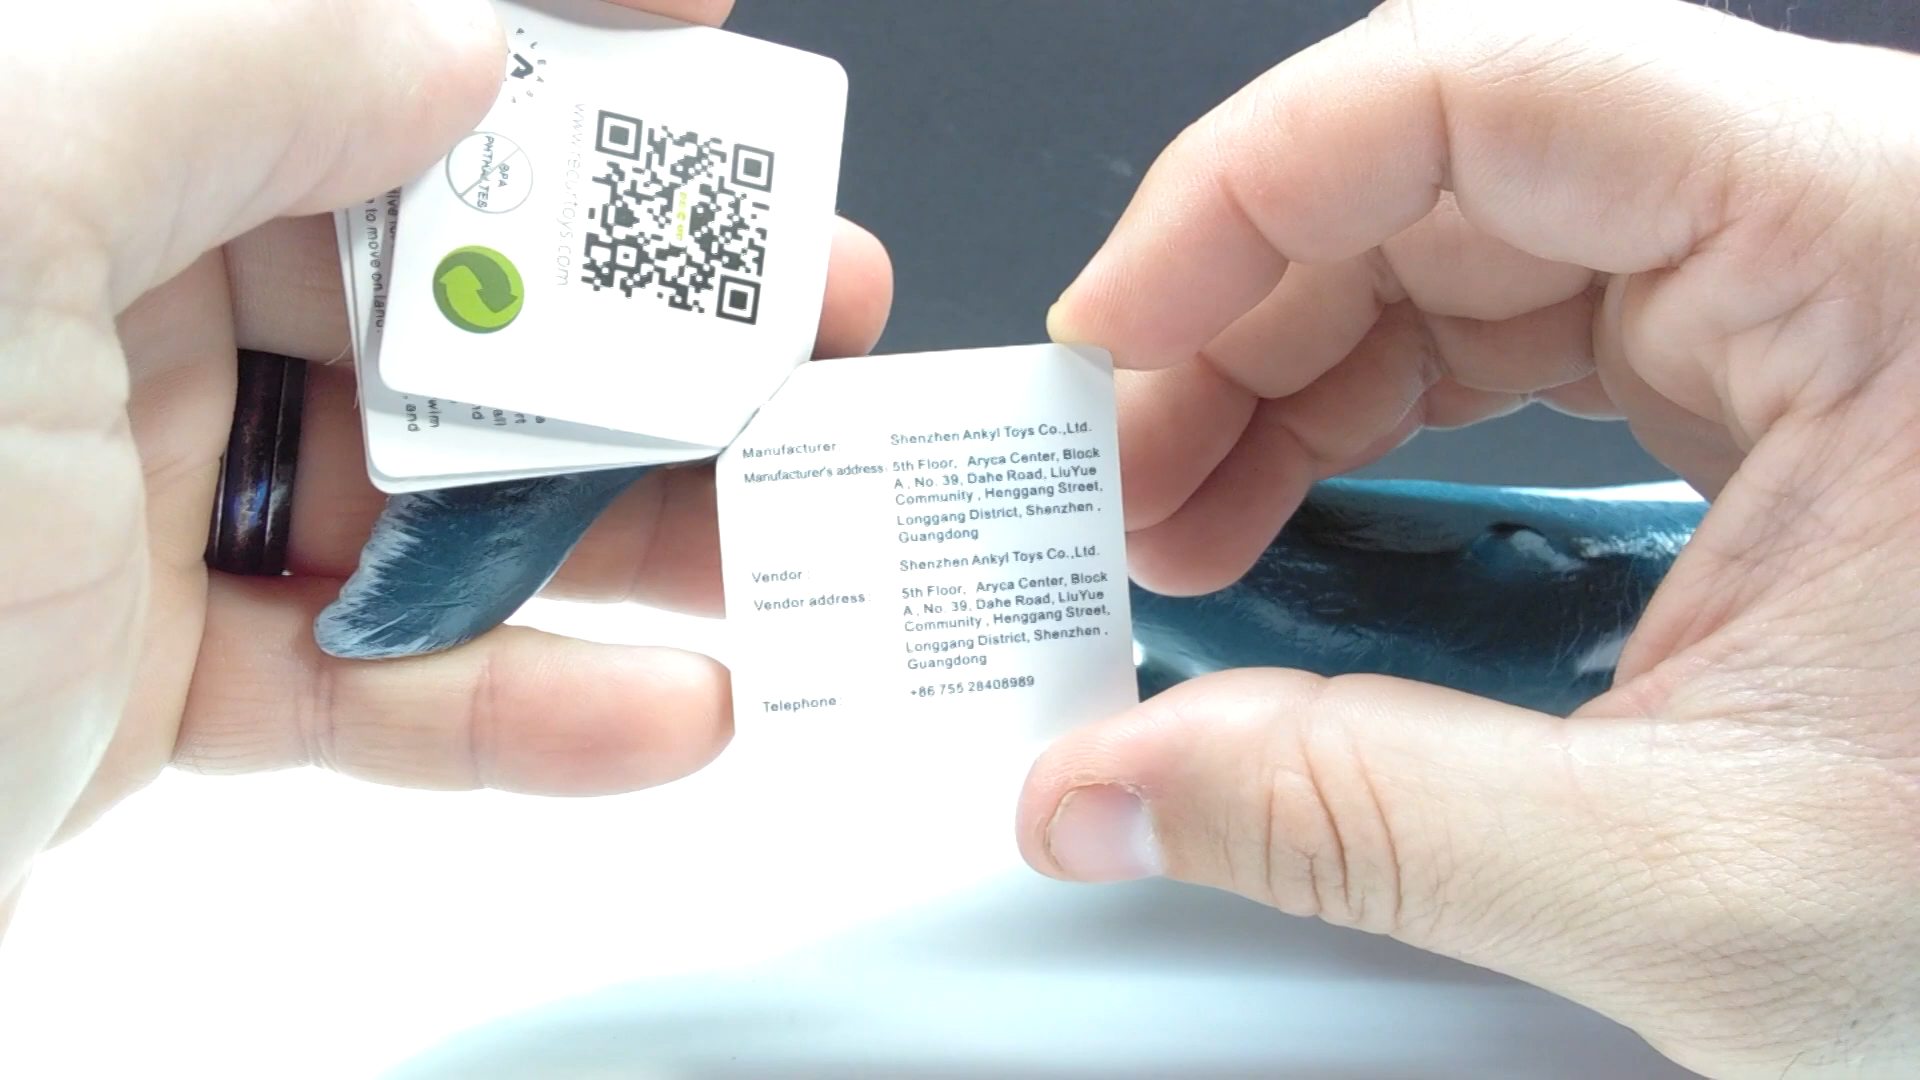 PLEAS
BPA
PHTHALTES
www.recurtoys.com
to move on land.
and
wim
all
Manufacturer
Shenzhen Ankyl Toys Co.,Ltd.
Manufacturer's address:
5th Floor, Aryca Center, Block
A , No. 39, Dahe Road, LiuYue
Community , Henggang Street,
Longgang District, Shenzhen ,
Guangdong
Vendor :
Shenzhen Ankyl Toys Co.,Ltd.
Vendor address:
5th Floor, Aryca Center, Block
A , No. 39, Dahe Road, LiuYue
Community , Henggang Street,
Longgang District, Shenzhen ,
Guangdong
Telephone:
+86 755 28408989